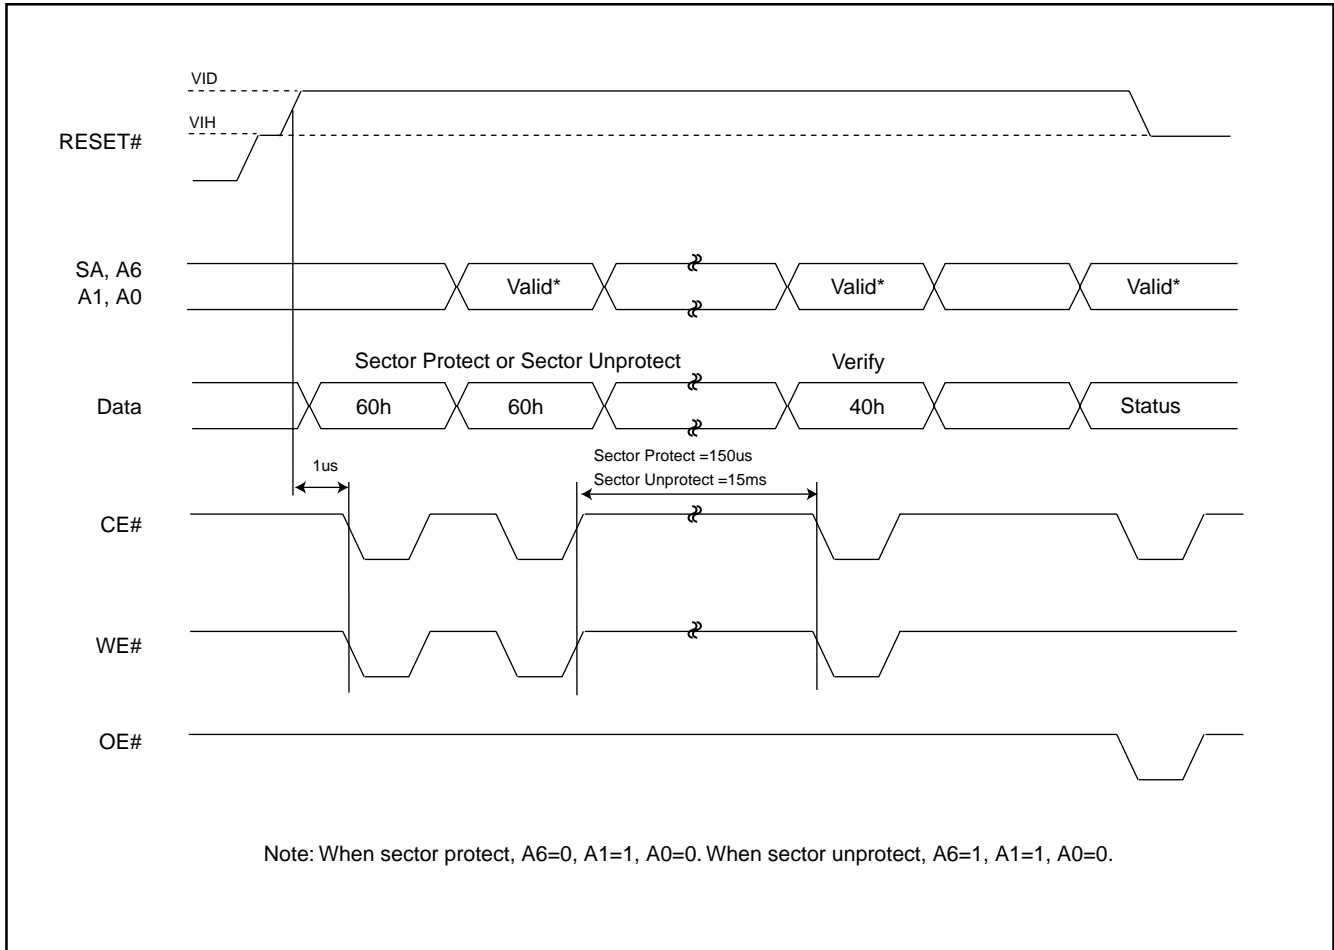 VID
VIH
RESET#
SA, A6
A1, A0
Valid*
Valid*
Valid*
Sector Protect or Sector Unprotect
Verify
Data
60h
60h
40h
Status
Sector Protect =150us
1us
Sector Unprotect =15ms
CE#
WE#
OE#
Note: When sector protect, A6=0, A1=1, A0=0. When sector unprotect, A6=1, A1=1, A0=0.